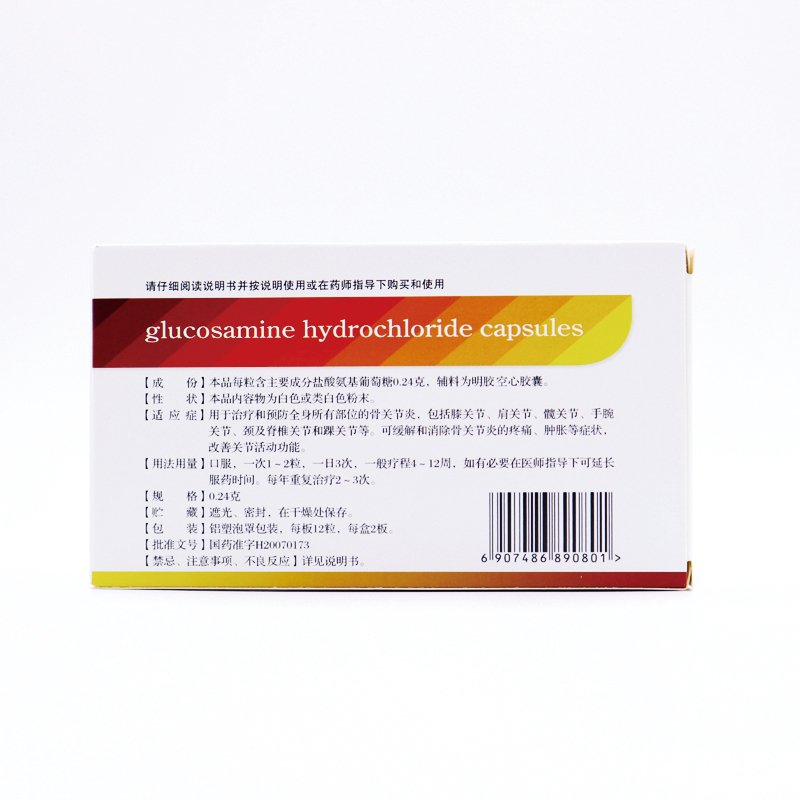 请仔细阅读说明书并按说明使用或在药师指导下购买和使用
glucosamine hydrochloride capsules
【成 份】本品每粒含主要成分盐酸氨基葡萄糖0.24克，辅料为明胶空心胶囊。
【性 状】本品内容物为白色或类白色粉末。
【适 应 症】用于治疗和预防全身所有部位的骨关节炎，包括膝关节、肩关节、髋关节、手腕
关节、颈及脊椎关节和踝关节等。可缓解和消除骨关节炎的疼痛、肿胀等症状，
改善关节活动功能。
【用法用量】口服，一次1~2粒，一日3次，一般疗程4~12周，如有必要在医师指导下可延长
服药时间。每年重复治疗2~3次。
【规 格】0.24克
【贮 藏】遮光、密封，在干燥处保存。
【包 装】铝塑泡罩包装，每板12粒，每盒2板。
【批准文号】国药准字H20070173
【禁忌、注意事项、不良反应】详见说明书。
6 907486 890801 >